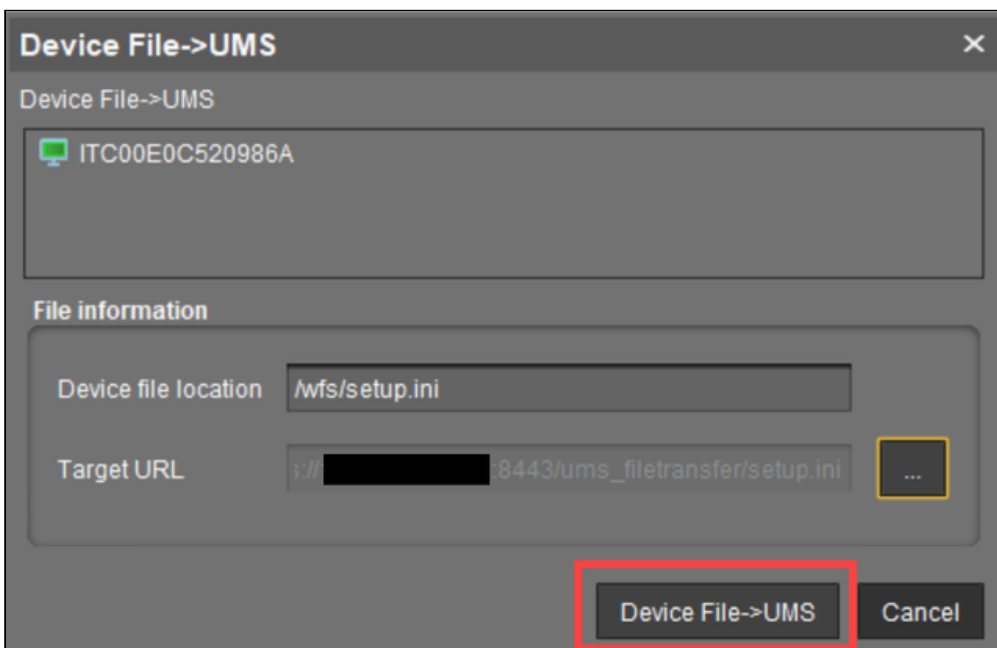 Device File->UMS
Device File->UMS
ITC00E0C520986A
File information
Device file location /wfs/setup.ini
Target URL s:// :8443/ums_filetransfer/setup.ini ...
Device File->UMS Cancel